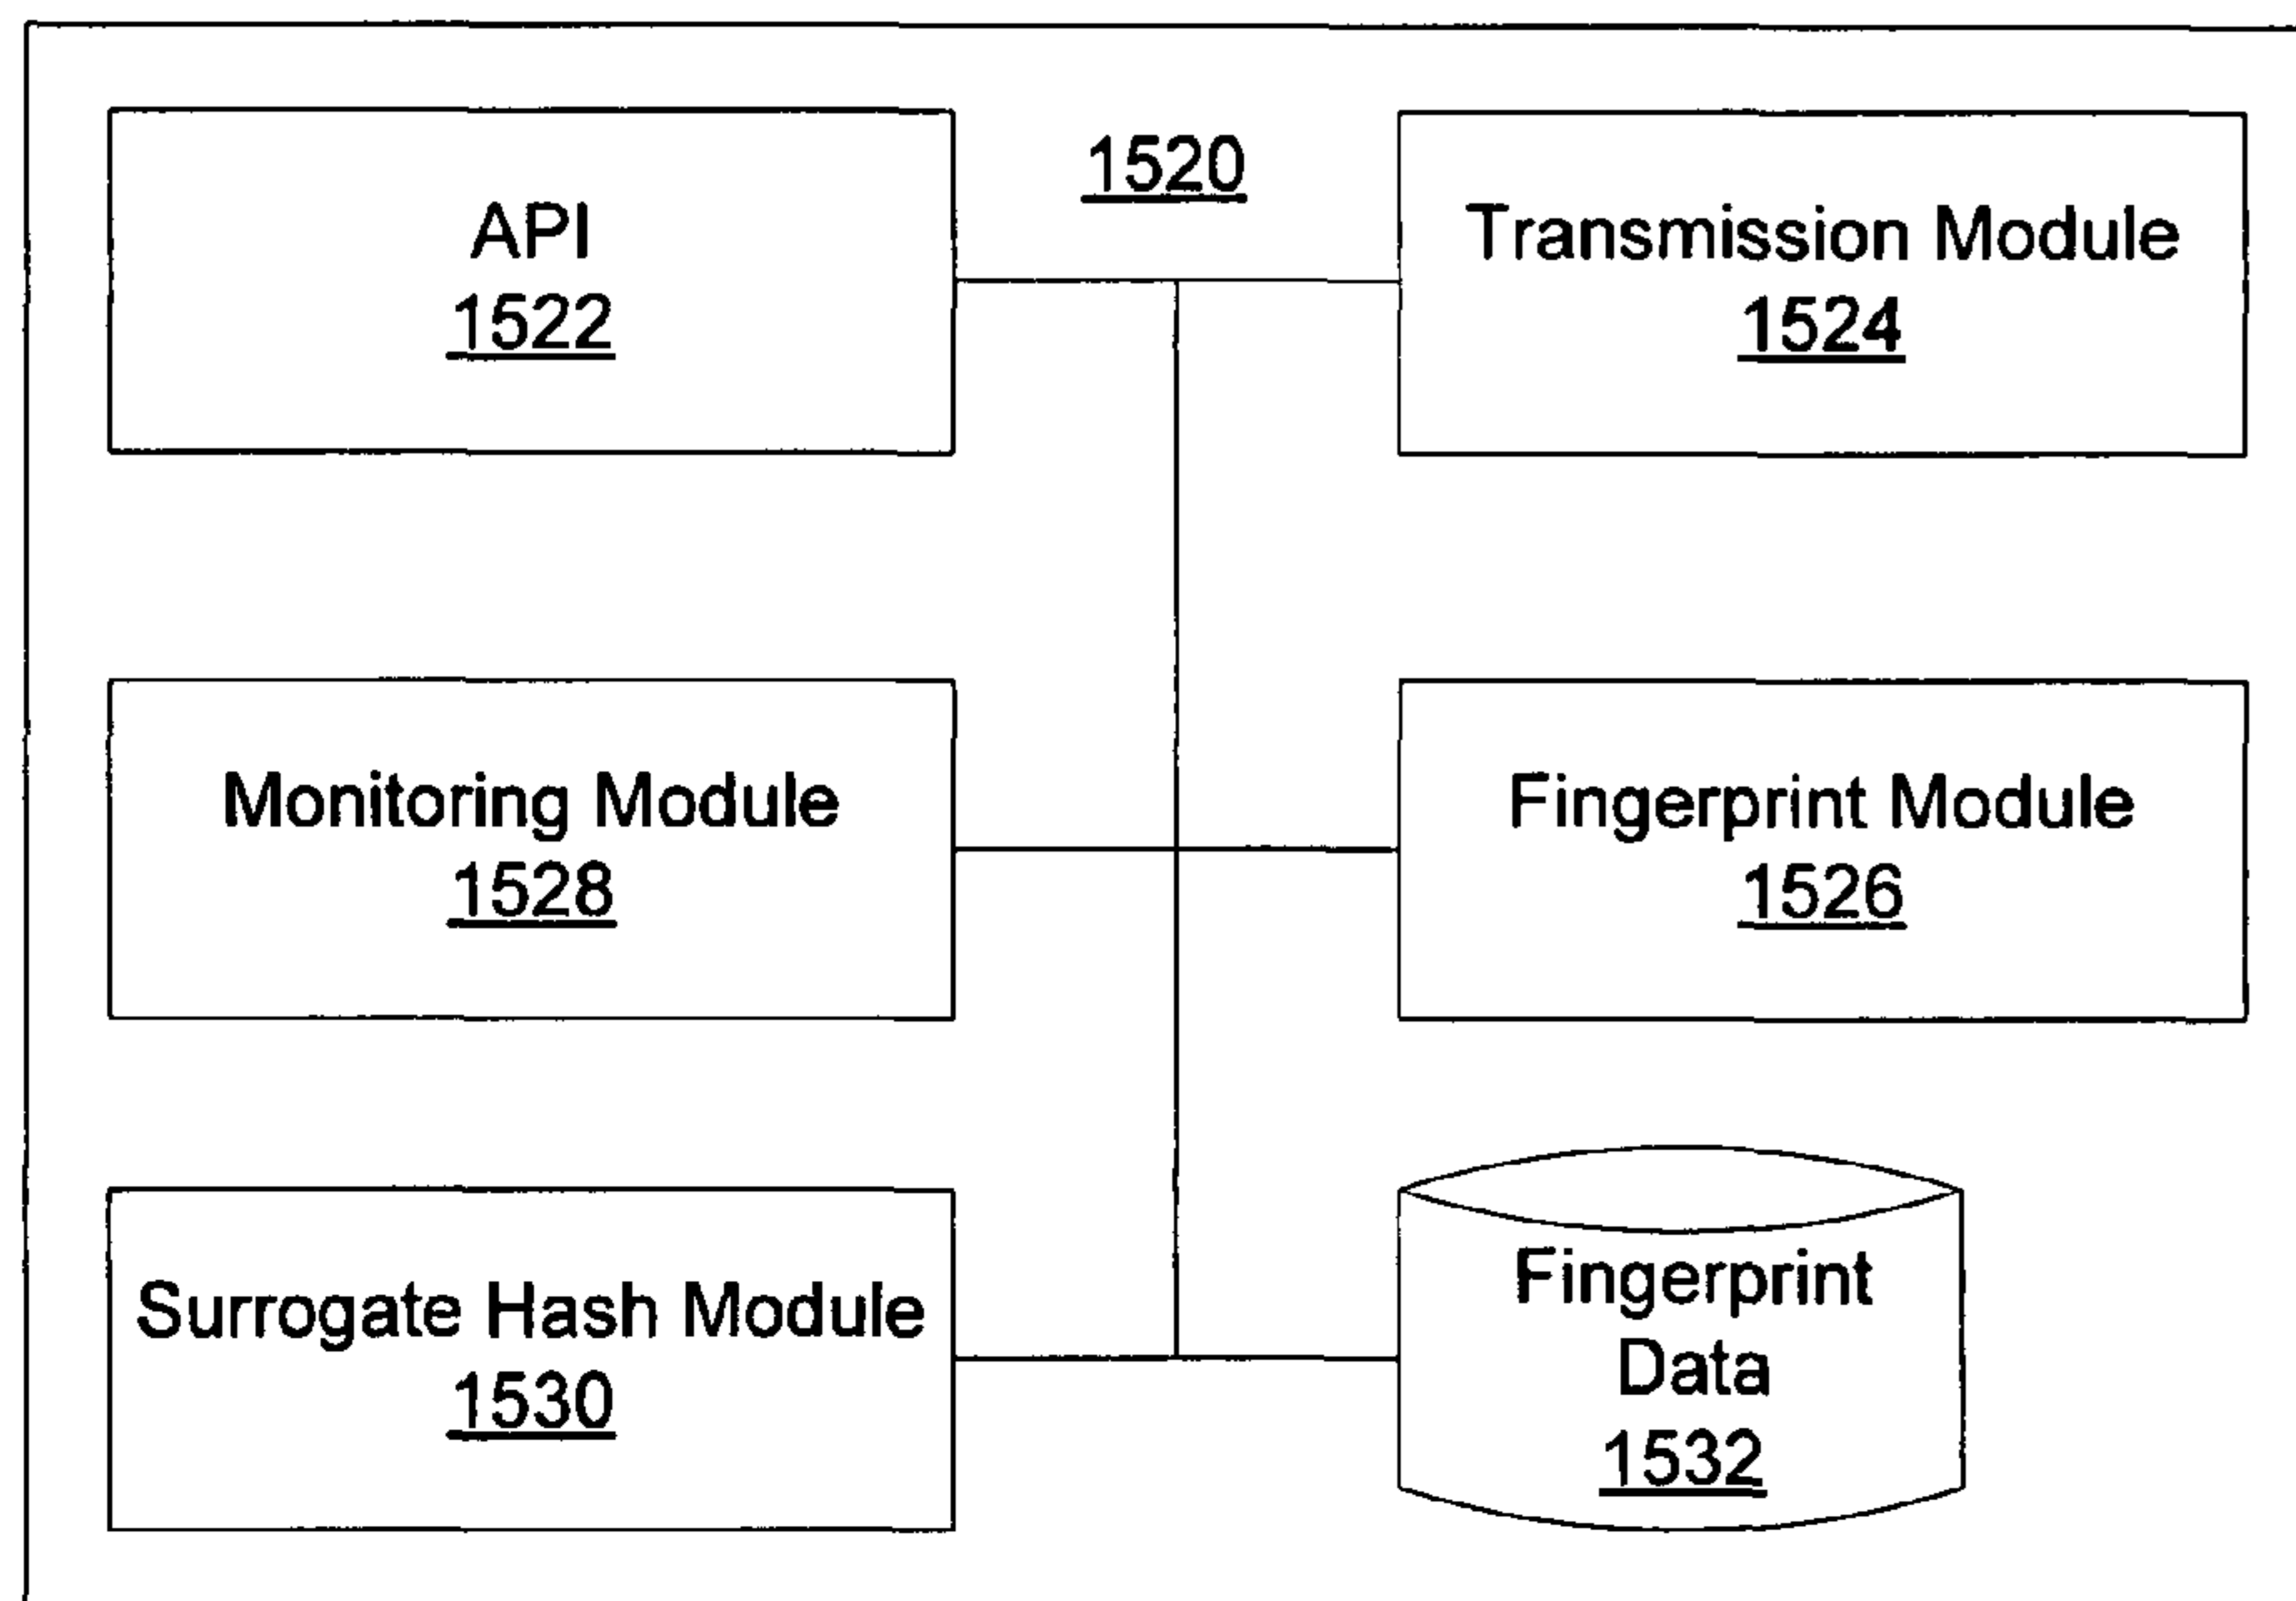 1520
API
1522
Transmission Module
1524
Monitoring Module
1528
Fingerprint Module
1526
Surrogate Hash Module
1530
Fingerprint
Data
1532